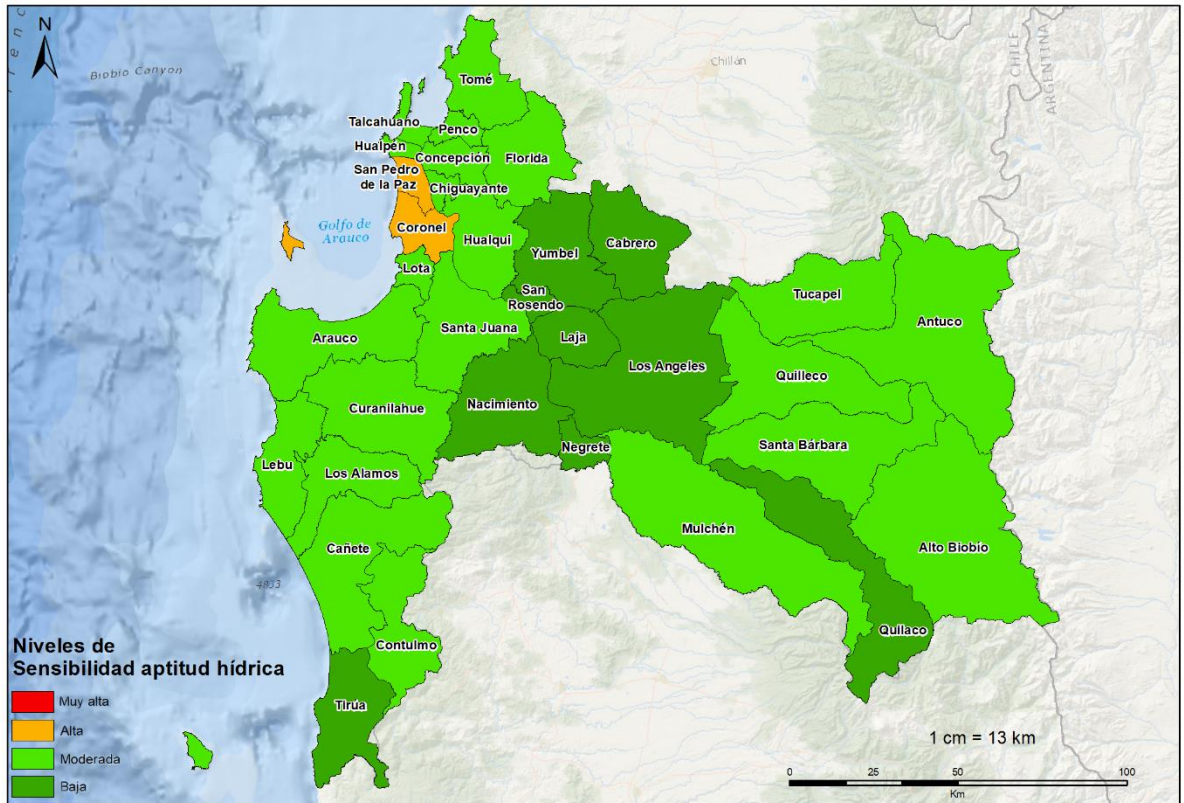 N
Biobio Canyon
Chillán
CHILE
ARGENTINA
Tomé
Talcahuano
Penco
Hualpén
Concepción
Florida
San Pedro
de la Paz
Chiguayante
Golfo de
Arauco
Coronel
Hualqui
Yumbel
Cabrero
Lota
San
Rosendo
Tucapel
Antuco
Arauco
Santa Juana
Laja
Los Angeles
Quilleco
Curanilahue
Nacimiento
Negrete
Santa Bárbara
Lebu
Los Alamos
Mulchén
Cañete
Alto Biobio
Quilaco
Contulmo
Tirua
Niveles de
Sensibilidad aptitud hídrica
Muy alta
Alta
Moderada
Baja
1 cm = 13 km
0 25 50 100
Km